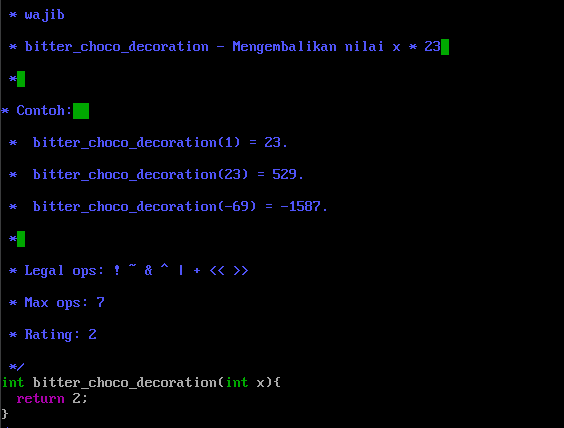 * wajib
* bitter_choco_decoration - Mengembalikan nilai x * 23
*
* Contoh:
*  bitter_choco_decoration(1) = 23.
*  bitter_choco_decoration(23) = 529.
*  bitter_choco_decoration(-69) = -1587.
*
* Legal ops: ! ~ & ^ | + << >>
* Max ops: 7
* Rating: 2
*/
int bitter_choco_decoration(int x){
  return 2;
}